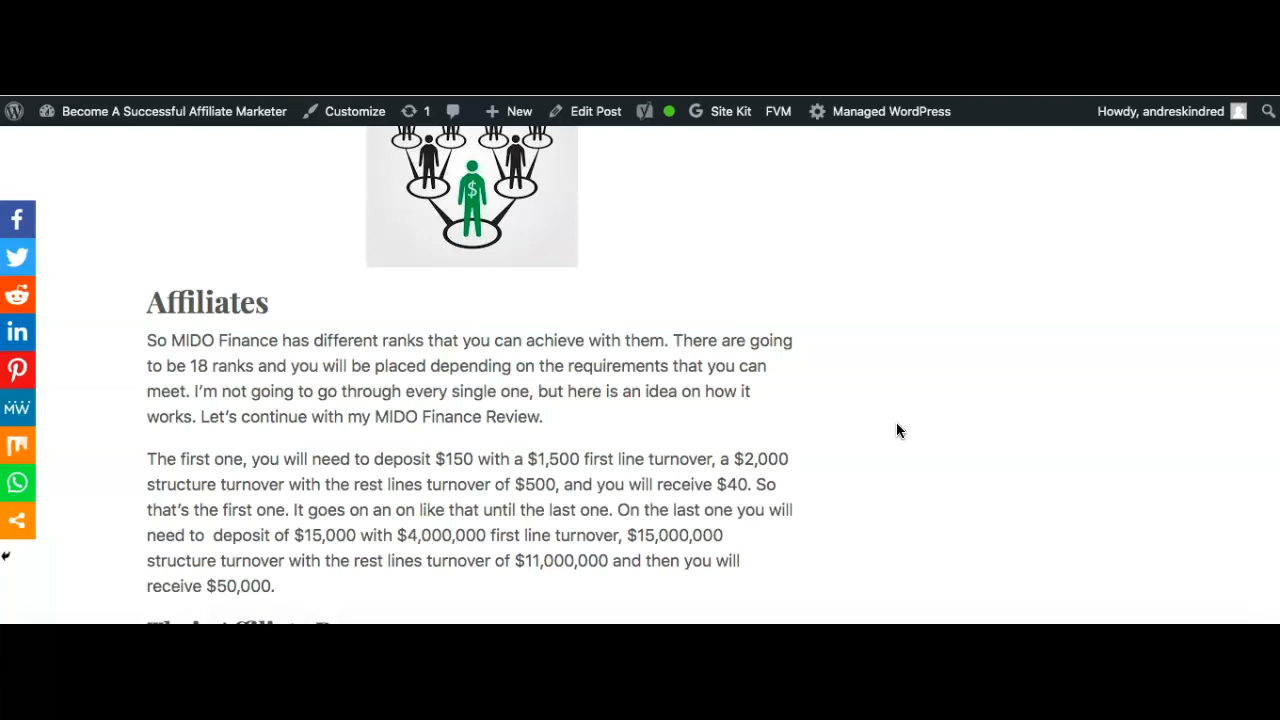 Become A Successful Affiliate Marketer Customize 1 New Edit Post Site Kit FVM Managed WordPress Howdy, andreskindred
$
Affiliates
So MIDO Finance has different ranks that you can achieve with them. There are going
to be 18 ranks and you will be placed depending on the requirements that you can
meet. I’m not going to go through every single one, but here is an idea on how it
works. Let’s continue with my MIDO Finance Review.
The first one, you will need to deposit $150 with a $1,500 first line turnover, a $2,000
structure turnover with the rest lines turnover of $500, and you will receive $40. So
that’s the first one. It goes on an on like that until the last one. On the last one you will
need to deposit of $15,000 with $4,000,000 first line turnover, $15,000,000
structure turnover with the rest lines turnover of $11,000,000 and then you will
receive $50,000.